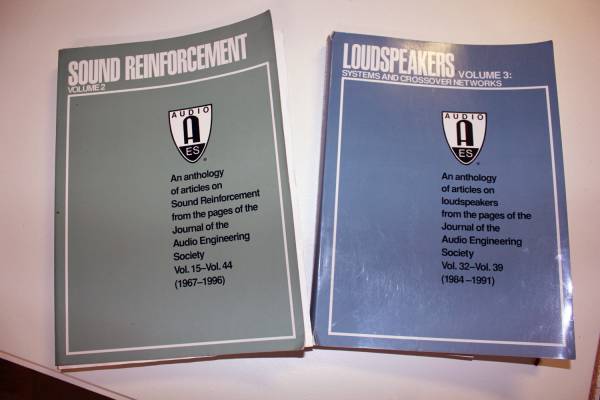 SOUND REINFORCEMENT
VOLUME 2
AUDIO
A
ES
An anthology
of articles on
Sound Reinforcement
from the pages of the
Journal of the
Audio Engineering
Society
Vol. 15–Vol. 44
(1967–1996)
LOUDSPEAKERS VOLUME 3:
SYSTEMS AND CROSSOVER NETWORKS
AUDIO
A
ES
An anthology
of articles on
loudspeakers
from the pages of the
Journal of the
Audio Engineering
Society
Vol. 32–Vol. 39
(1984–1991)